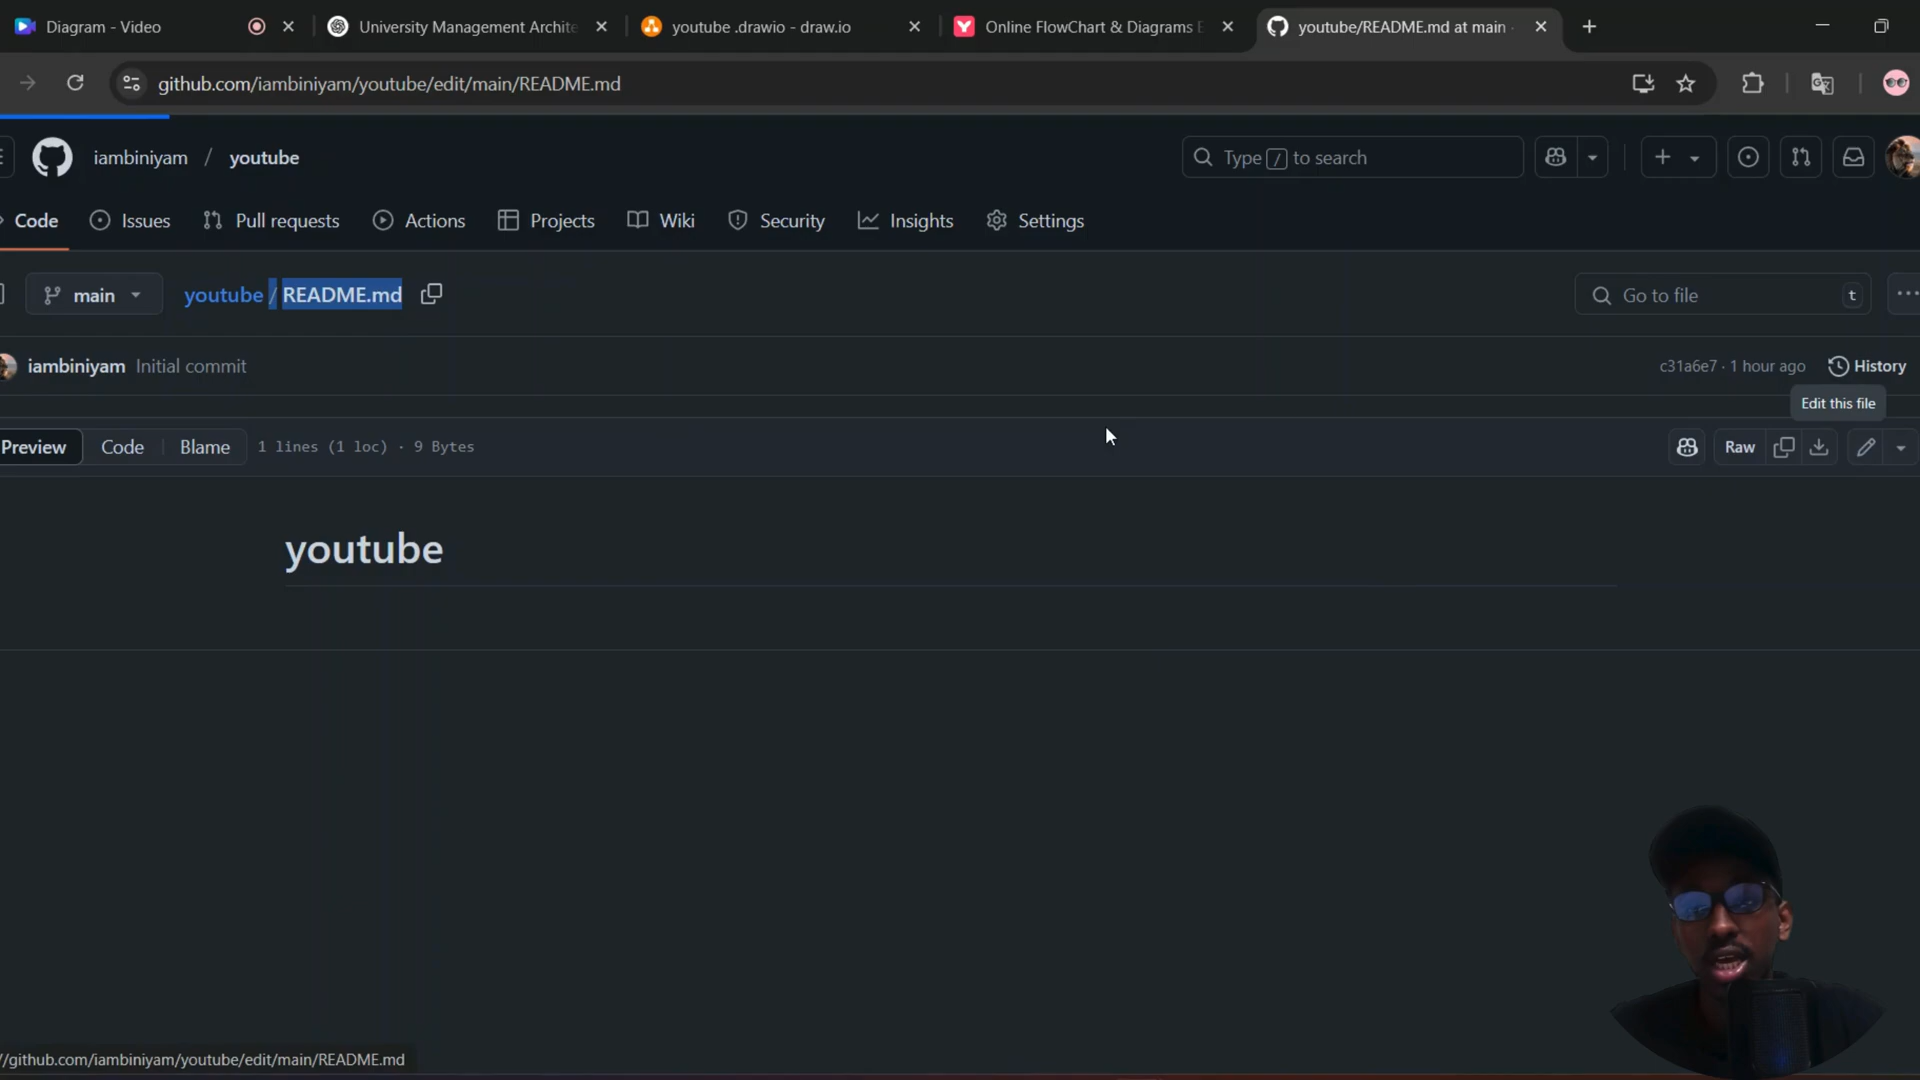 Diagram - Video
University Management Archite
youtube .drawio - draw.io
Online FlowChart & Diagrams E
youtube/README.md at main
github.com/iambiniyam/youtube/edit/main/README.md
iambiniyam / youtube
Type / to search
Code
Issues
Pull requests
Actions
Projects
Wiki
Security
Insights
Settings
main
youtube / README.md
Go to file
t
iambiniyam Initial commit
c31a6e7 · 1 hour ago
History
Edit this file
Preview
Code
Blame
1 lines (1 loc) · 9 Bytes
Raw
youtube
//github.com/iambiniyam/youtube/edit/main/README.md